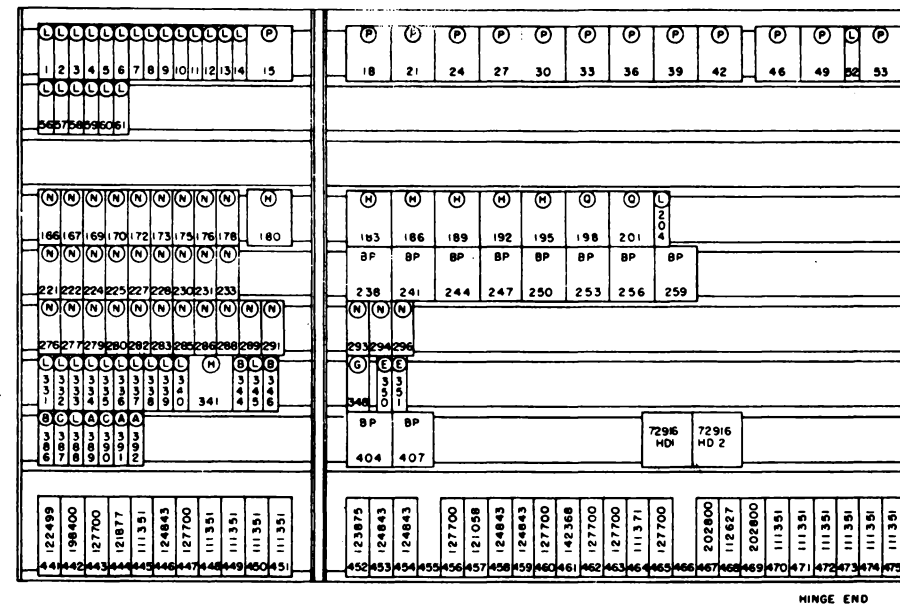 L L L L L L L L L L L L L L P P P P P P P P P P P P L P
1 2 3 4 5 6 7 8 9 10 11 12 13 14 15 18 21 24 27 30 33 36 39 42 46 49 52 53
L L L L L L
56 57 58 59 60 61
N N N N N N N N N H H H H H H Q Q L
166 167 169 170 172 173 175 176 178 180 183 186 189 192 195 198 201 204
N N N N N N N N N BP BP BP BP BP BP BP BP
221 222 224 225 227 228 230 231 233 238 241 244 247 250 253 256 259
N N N N N N N N N N N N N N
276 277 279 280 282 283 285 286 288 289 291 293 294 296
L L L L L L L L L L H B L B G E E
331 332 333 334 335 336 337 338 339 340 341 344 345 346 348 350 351
B C L A C A A BP BP 72916 72916
386 387 388 389 390 391 392 404 407 HD1 HD 2
122499 198400 127700 121877 111351 124843 127700 111351 111351 111351 111351 123875 124843 124843 127700 121058 124843 124843 127700 142368 127700 127700 111371 127700 202800 112627 202800 111351 111351 111351 111351 111351 111351
441 442 443 444 445 446 447 448 449 450 451 452 453 454 455 456 457 458 459 460 461 462 463 464 465 466 467 468 469 470 471 472 473 474 475
HINGE END